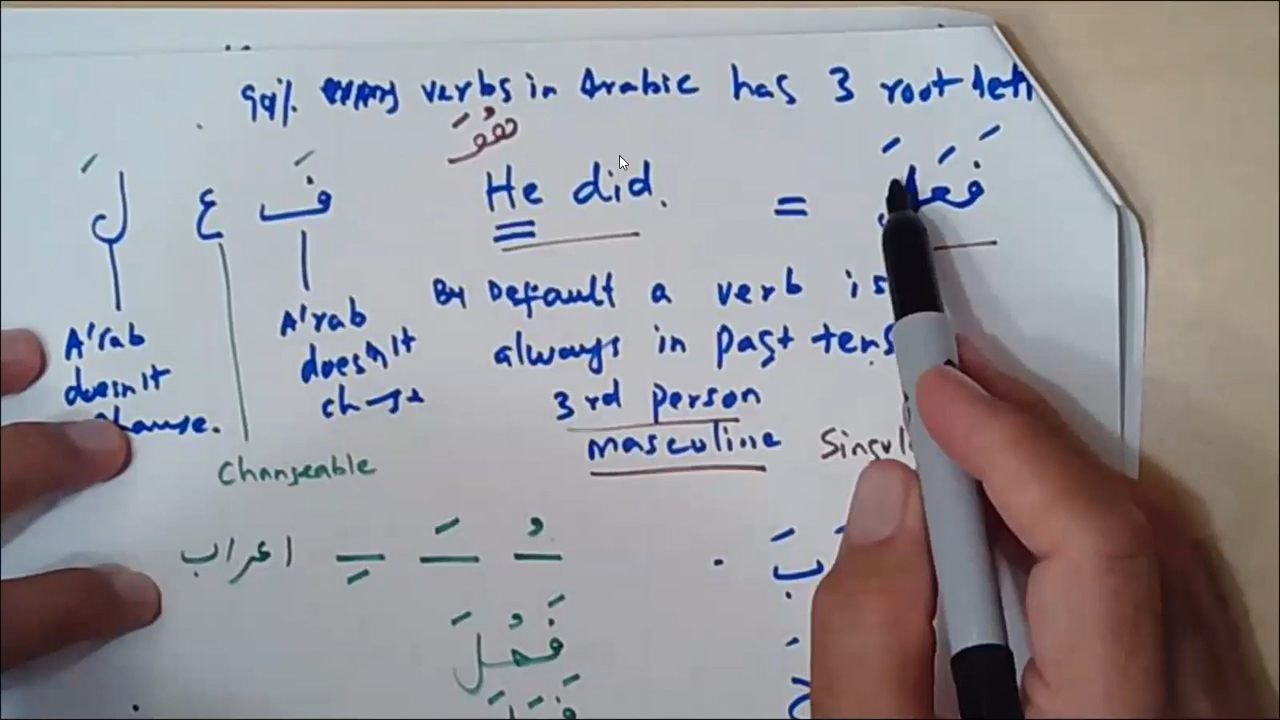 99% verbs in Arabic has 3 root lett
فَعَلَ = He did.
فَ ع لَ
A'rab doesn't change
A'rab doesn't change.
Changeable
By Default a verb is
always in past tens
3rd person
masculine Singul
اعراب
فَعُلَ